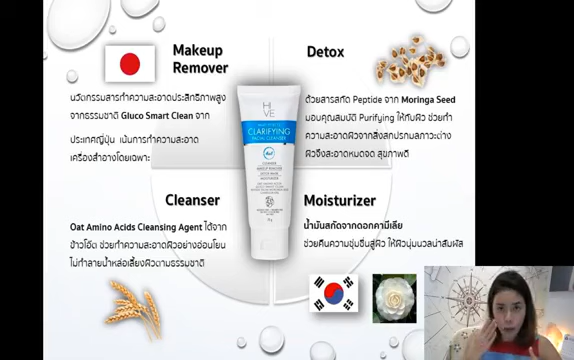 Makeup
Remover
นวัตกรรมสารทำความสะอาดประสิทธิภาพสูง
จากธรรมชาติ Gluco Smart Clean จาก
ประเทศญี่ปุ่น เน้นการทำความสะอาด
เครื่องสำอางโดยเฉพาะ
Detox
ด้วยสารสกัด Peptide จาก Moringa Seed
มอบคุณสมบัติ Purifying ให้กับผิว ช่วยทำ
ความสะอาดผิวจากสิ่งสกปรกมลภาวะต่าง
ผิวจึงสะอาดหมดจด สุขภาพดี
CLARIFYING
FACIAL CLEANSER
Cleanser
Oat Amino Acids Cleansing Agent ได้จาก
ข้าวโอ๊ต ช่วยทำความสะอาดผิวอย่างอ่อนโยน
ไม่ทำลายน้ำหล่อเลี้ยงผิวตามธรรมชาติ
Moisturizer
น้ำมันสกัดจากดอกคามีเลีย
ช่วยคืนความชุ่มชื่นสู่ผิว ให้ผิวนุ่มนวลน่าสัมผัส